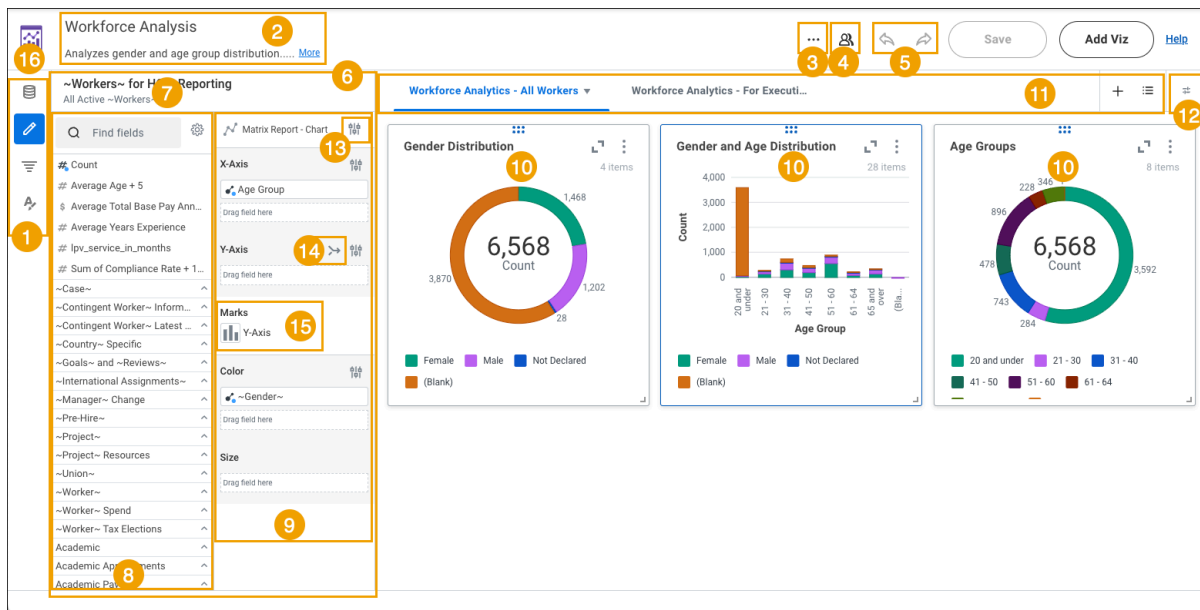 Workforce Analysis
2
Analyzes gender and age group distribution..... More
3
4
5
Save
Add Viz
Help
16
6
~Workers~ for H Reporting
All Active ~Workers~
7
Workforce Analytics - All Workers
Workforce Analytics - For Executi...
11
12
1
Find fields
Count
Average Age + 5
$ Average Total Base Pay Ann...
Average Years Experience
lpv_service_in_months
Sum of Compliance Rate + 1...
~Case~
~Contingent Worker~ Inform...
~Contingent Worker~ Latest ...
~Country~ Specific
~Goals~ and ~Reviews~
~International Assignments~
~Manager~ Change
~Pre-Hire~
~Project~
~Project~ Resources
~Union~
~Worker~
~Worker~ Spend
~Worker~ Tax Elections
Academic
Academic App ments
Academic Pay
8
Matrix Report - Chart
13
X-Axis
Age Group
Drag field here
Y-Axis
14
Drag field here
Marks
Y-Axis
15
Color
~Gender~
Drag field here
Size
Drag field here
9
Gender Distribution
10
4 items
1,468
1,202
28
3,870
6,568
Count
Female Male Not Declared
(Blank)
Gender and Age Distribution
10
28 items
4,000
3,000
2,000
1,000
0
Count
20 and under
21 - 30
31 - 40
41 - 50
51 - 60
61 - 64
65 and over
(Bla...
Age Group
Female Male Not Declared
(Blank)
Age Groups
10
8 items
228
346
896
478
743
284
3,592
6,568
Count
20 and under 21 - 30 31 - 40
41 - 50 51 - 60 61 - 64